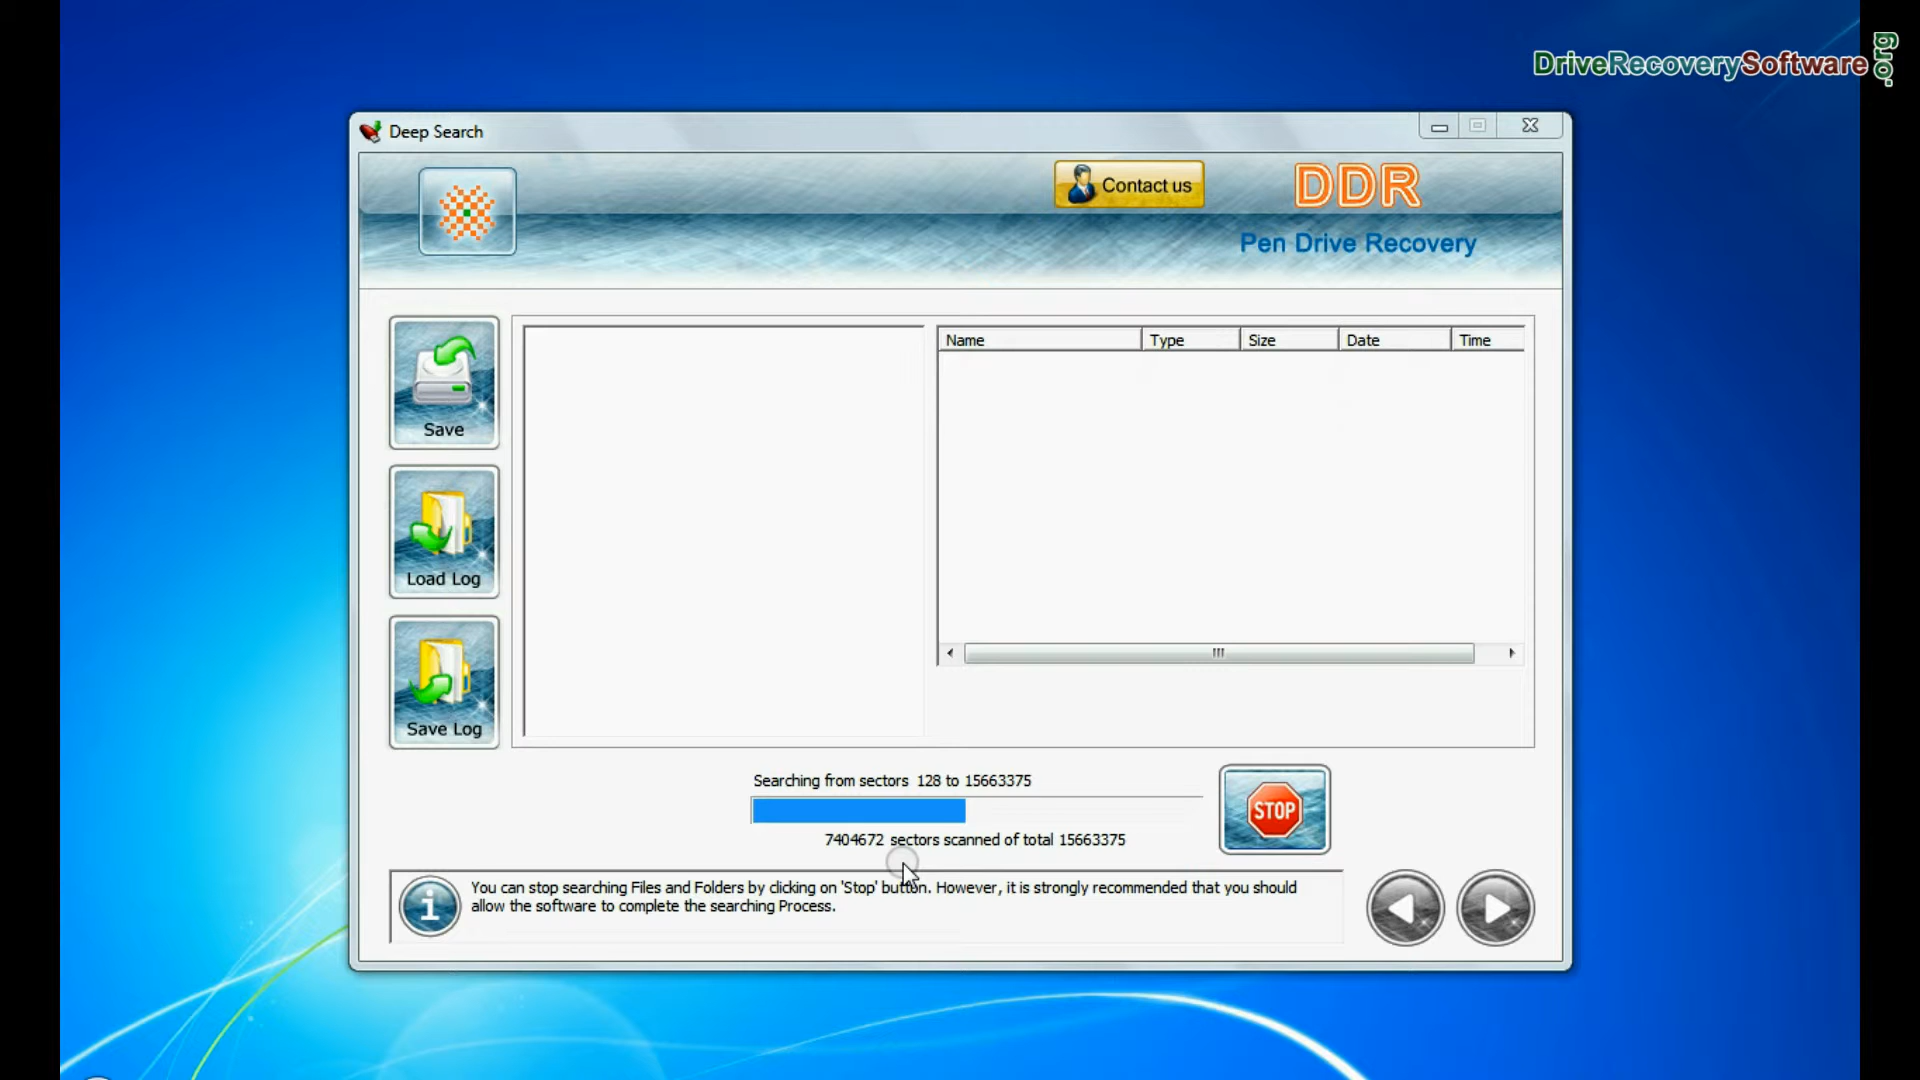 DriveRecoverySoftware.org
Deep Search
Contact us
DDR
Pen Drive Recovery
Save
Load Log
Save Log
Name Type Size Date Time
Searching from sectors 128 to 15663375
7404672 sectors scanned of total 15663375
STOP
You can stop searching Files and Folders by clicking on 'Stop' button. However, it is strongly recommended that you should
allow the software to complete the searching Process.